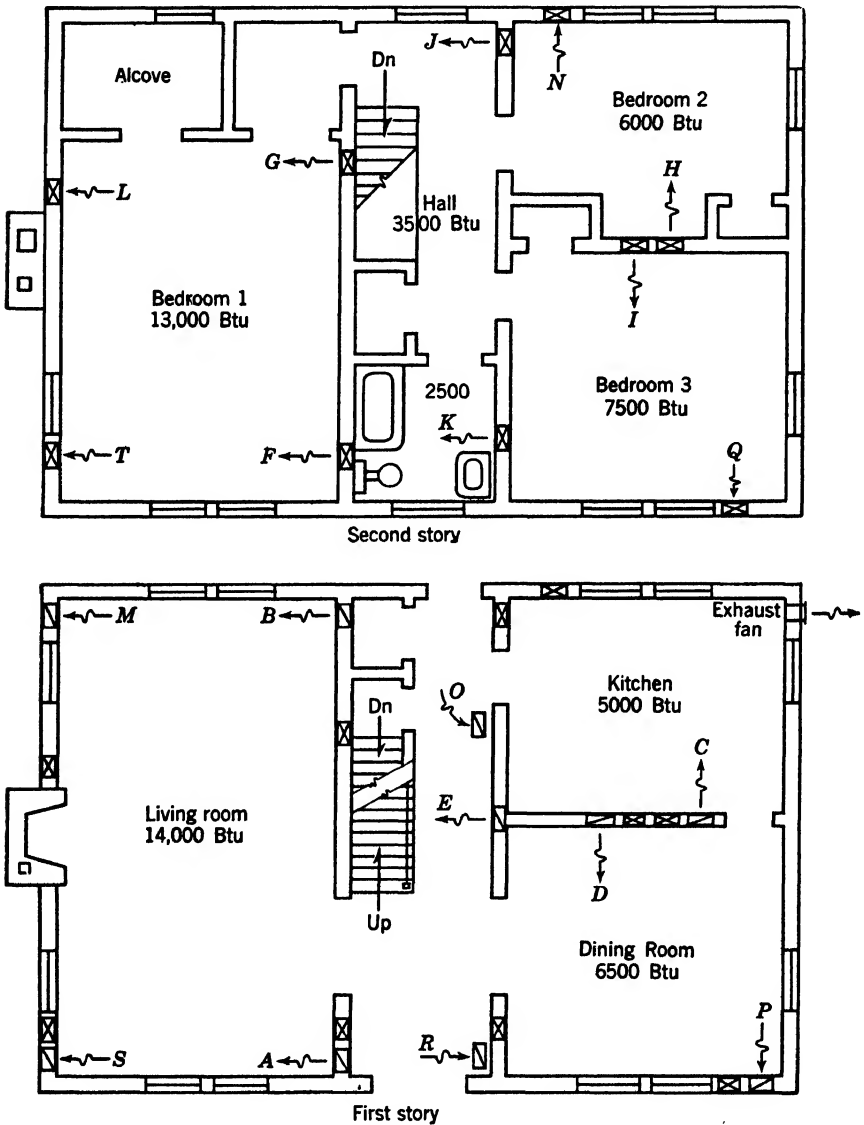 J
Dn
N
Alcove
Bedroom 2
6000 Btu
G
H
L
Hall
3500 Btu
I
Bedroom 1
13,000 Btu
2500
Bedroom 3
7500 Btu
K
T
F
Q
Second story
M
B
Exhaust
fan
O
Kitchen
5000 Btu
Dn
C
E
Living room
14,000 Btu
D
Up
Dining Room
6500 Btu
P
S
A
R
First story